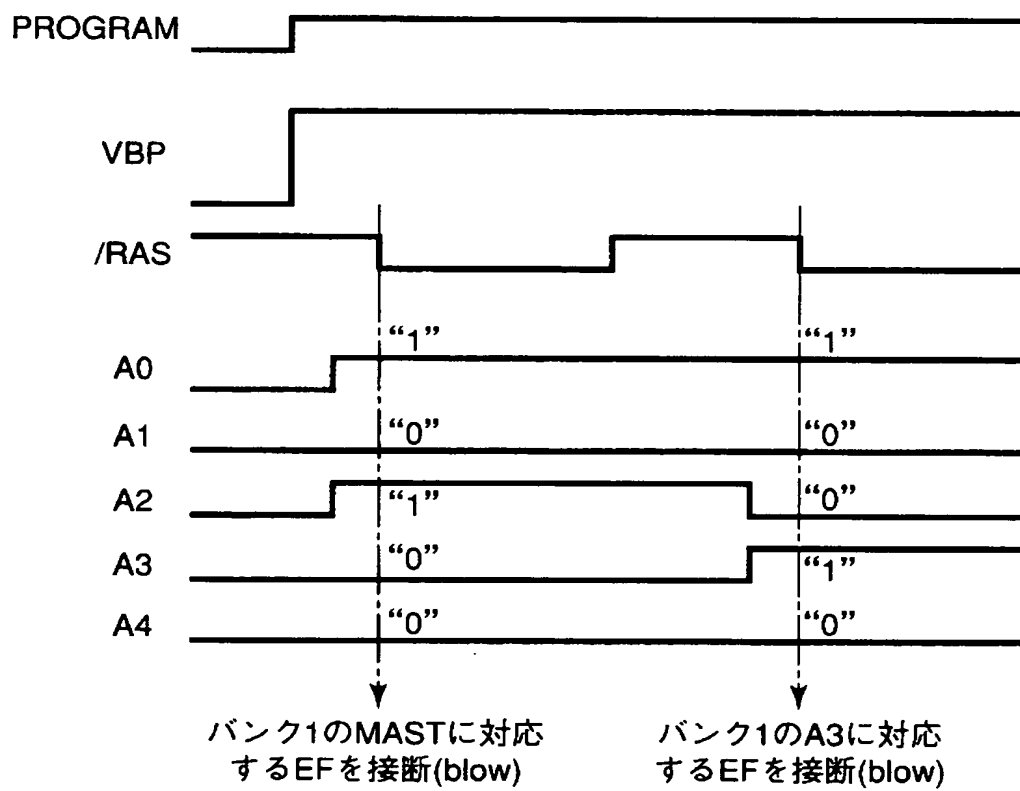 PROGRAM
VBP
/RAS
A0 “1” “1”
A1 “0” “0”
A2 “1” “0”
A3 “0” “1”
A4 “0” “0”
バンク1のMASTに対応
するEFを接断(blow)
バンク1のA3に対応
するEFを接断(blow)